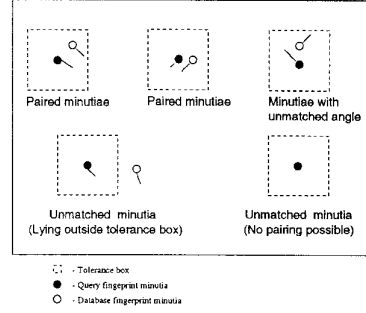 Paired minutiae
Paired minutiae
Minutiae with
unmatched angle
Unmatched minutia
(Lying outside tolerance box)
Unmatched minutia
(No pairing possible)
- Tolerance box
- Query fingeprint minutia
- Database fingerprint minutia